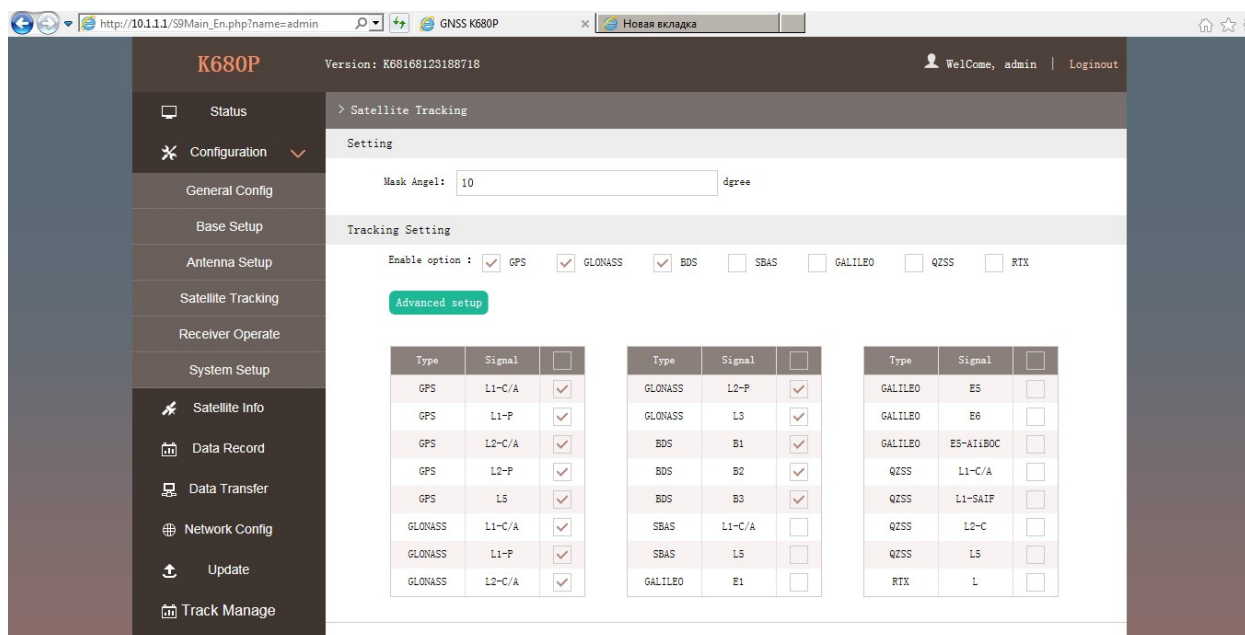 http://10.1.1.1/S9Main_En.php?name=admin
GNSS K680P
Новая вкладка
K680P
Version: K68168123188718
WelCome, admin | Loginout
Status
Configuration
General Config
Base Setup
Antenna Setup
Satellite Tracking
Receiver Operate
System Setup
Satellite Info
Data Record
Data Transfer
Network Config
Update
Track Manage
> Satellite Tracking
Setting
Mask Angel: 10 dgree
Tracking Setting
Enable option : GPS GLONASS BDS SBAS GALILEO QZSS RTX
Advanced setup
Type Signal Type Signal Type Signal
GPS L1-C/A GLONASS L2-P GALILEO E5
GPS L1-P GLONASS L3 GALILEO E6
GPS L2-C/A BDS B1 GALILEO E5-AIiBOC
GPS L2-P BDS B2 QZSS L1-C/A
GPS L5 BDS B3 QZSS L1-SAIF
GLONASS L1-C/A SBAS L1-C/A QZSS L2-C
GLONASS L1-P SBAS L5 QZSS L5
GLONASS L2-C/A GALILEO E1 RTX L